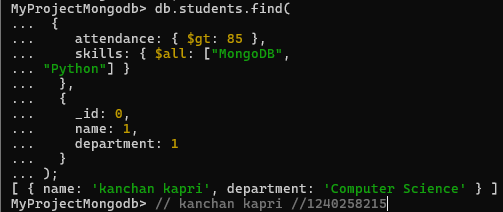 MyProjectMongodb> db.students.find(
...   {
...      attendance: { $gt: 85 },
...      skills: { $all: ["MongoDB",
... "Python"] }
...    },
...    {
...      _id: 0,
...      name: 1,
...      department: 1
...    }
... );
[ { name: 'kanchan kapri', department: 'Computer Science' } ]
MyProjectMongodb> // kanchan kapri //1240258215